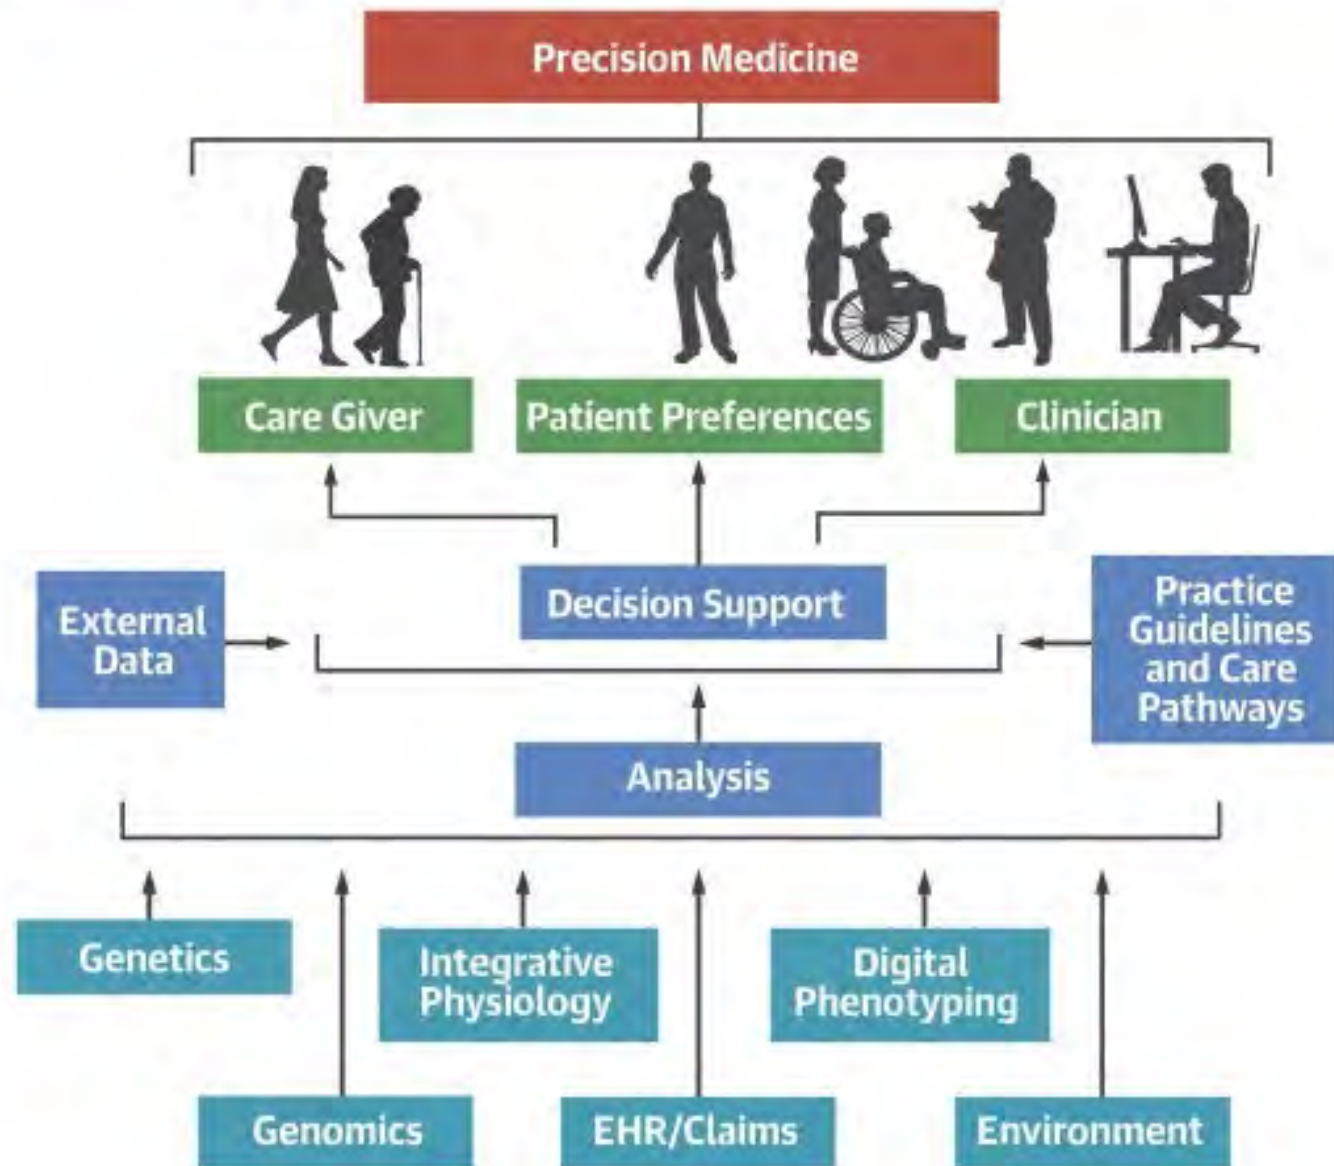 Precision Medicine
Care Giver
Patient Preferences
Clinician
External
Data
Decision Support
Practice
Guidelines
and Care
Pathways
Analysis
Genetics
Integrative
Physiology
Digital
Phenotyping
Genomics
EHR/Claims
Environment